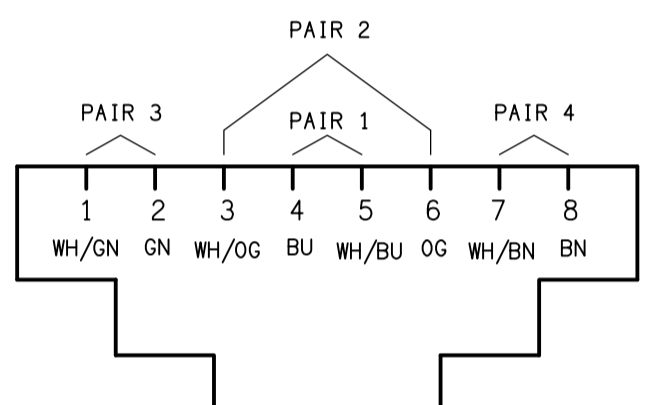 PAIR 2
PAIR 3 PAIR 1 PAIR 4
1 2 3 4 5 6 7 8
WH/GN GN WH/OG BU WH/BU OG WH/BN BN